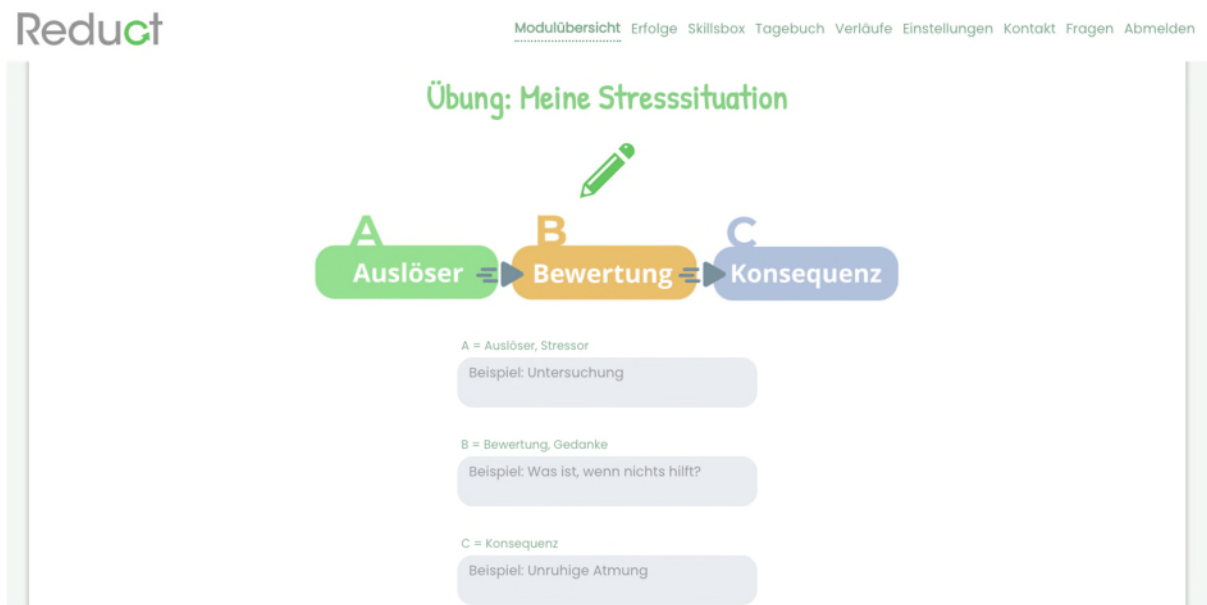 Reduct
Modulübersicht Erfolge Skillsbox Tagebuch Verläufe Einstellungen Kontakt Fragen Abmelden
Übung: Meine Stresssituation
A B C
Auslöser Bewertung Konsequenz
A = Auslöser, Stressor
Beispiel: Untersuchung
B = Bewertung, Gedanke
Beispiel: Was ist, wenn nichts hilft?
C = Konsequenz
Beispiel: Unruhige Atmung